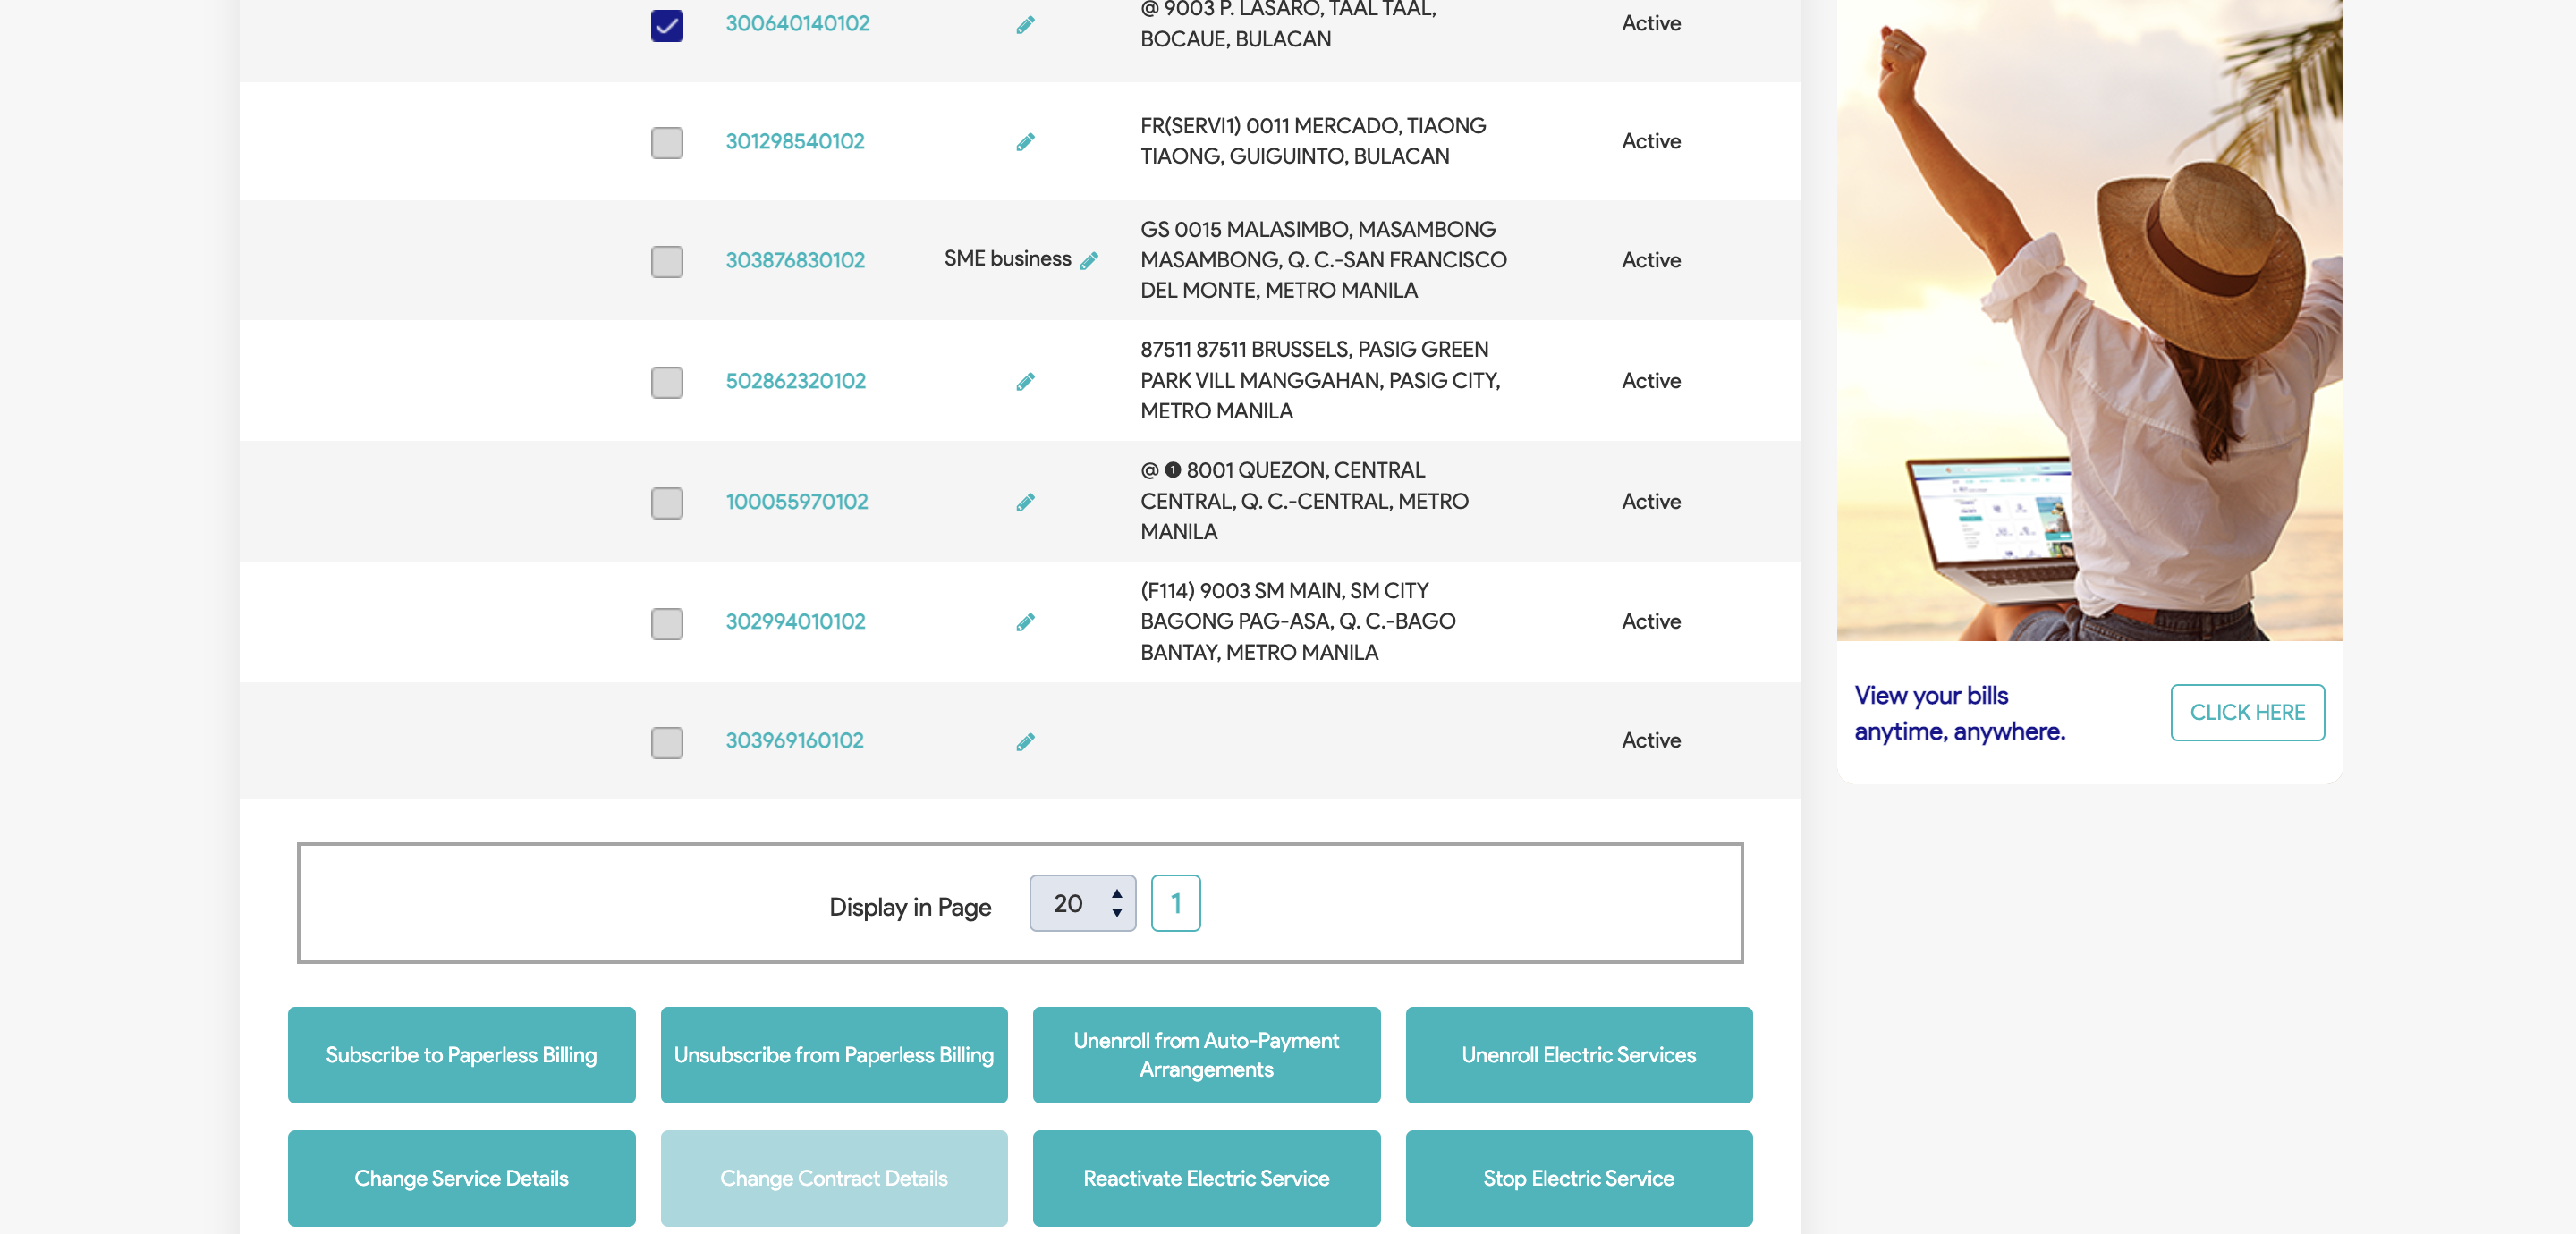 300640140102
@ 9003 P. LASARO, TAAL TAAL,
BOCAUE, BULACAN
Active
301298540102
FR(SERVI1) 0011 MERCADO, TIAONG
TIAONG, GUIGUINTO, BULACAN
Active
303876830102
SME business
GS 0015 MALASIMBO, MASAMBONG
MASAMBONG, Q. C.-SAN FRANCISCO
DEL MONTE, METRO MANILA
Active
502862320102
87511 87511 BRUSSELS, PASIG GREEN
PARK VILL MANGGAHAN, PASIG CITY,
METRO MANILA
Active
100055970102
@ ❶ 8001 QUEZON, CENTRAL
CENTRAL, Q. C.-CENTRAL, METRO
MANILA
Active
302994010102
(F114) 9003 SM MAIN, SM CITY
BAGONG PAG-ASA, Q. C.-BAGO
BANTAY, METRO MANILA
Active
303969160102
Active
Display in Page
20
1
Subscribe to Paperless Billing
Unsubscribe from Paperless Billing
Unenroll from Auto-Payment
Arrangements
Unenroll Electric Services
Change Service Details
Change Contract Details
Reactivate Electric Service
Stop Electric Service
View your bills
anytime, anywhere.
CLICK HERE